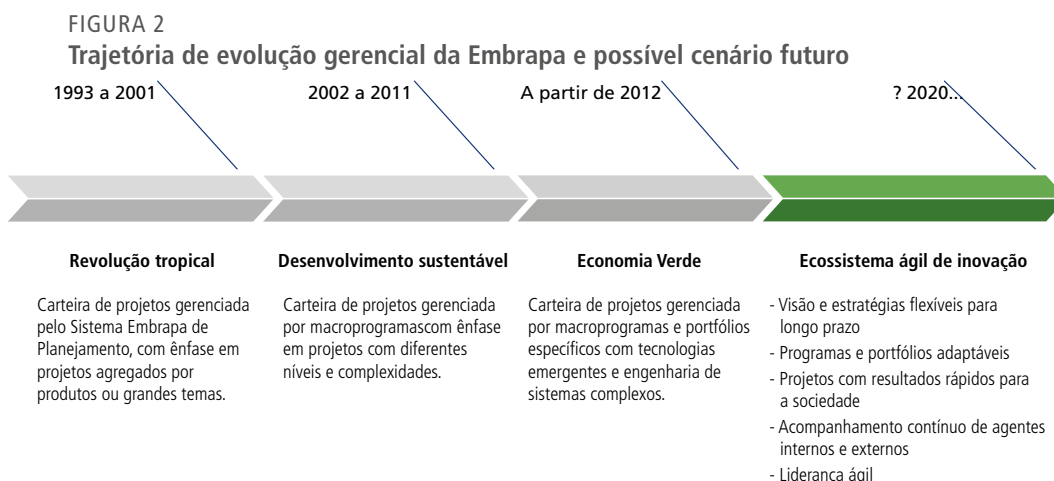 FIGURA 2
Trajetória de evolução gerencial da Embrapa e possível cenário futuro
1993 a 2001
2002 a 2011
A partir de 2012
? 2020...
Revolução tropical
Carteira de projetos gerenciada
pelo Sistema Embrapa de
Planejamento, com ênfase em
projetos agregados por
produtos ou grandes temas.
Desenvolvimento sustentável
Carteira de projetos gerenciada
por macroprogramascom ênfase
em projetos com diferentes
níveis e complexidades.
Economia Verde
Carteira de projetos gerenciada
por macroprogramas e portfólios
específicos com tecnologias
emergentes e engenharia de
sistemas complexos.
Ecossistema ágil de inovação
- Visão e estratégias flexíveis para
longo prazo
- Programas e portfólios adaptáveis
- Projetos com resultados rápidos para
a sociedade
- Acompanhamento contínuo de agentes
internos e externos
- Liderança ágil